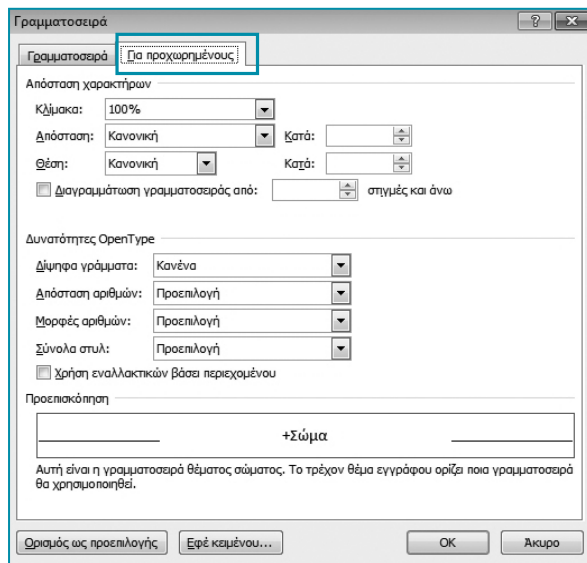 Γραμματοσειρά
Γραμματοσειρά Για προχωρημένους
Απόσταση χαρακτήρων
Κλίμακα: 100%
Απόσταση: Κανονική Κατά:
Θέση: Κανονική Κατά:
Διαγραμμάτωση γραμματοσειράς από: στιγμές και άνω
Δυνατότητες OpenType
Δίψηφα γράμματα: Κανένα
Απόσταση αριθμών: Προεπιλογή
Μορφές αριθμών: Προεπιλογή
Σύνολα στυλ: Προεπιλογή
Χρήση εναλλακτικών βάσει περιεχομένου
Προεπισκόπηση
+Σώμα
Αυτή είναι η γραμματοσειρά θέματος σώματος. Το τρέχον θέμα εγγράφου ορίζει ποια γραμματοσειρά
θα χρησιμοποιηθεί.
Ορισμός ως προεπιλογής Εφέ κειμένου... OK Άκυρο